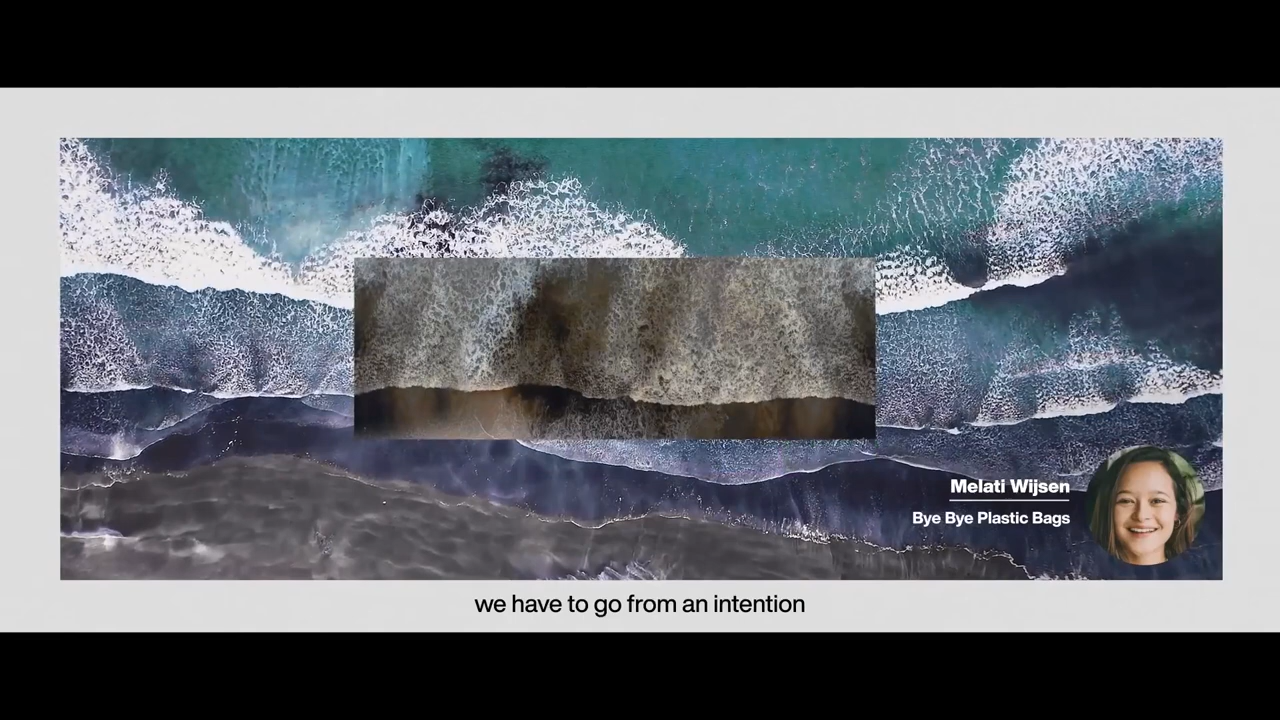 Melati Wijsen
Bye Bye Plastic Bags
we have to go from an intention